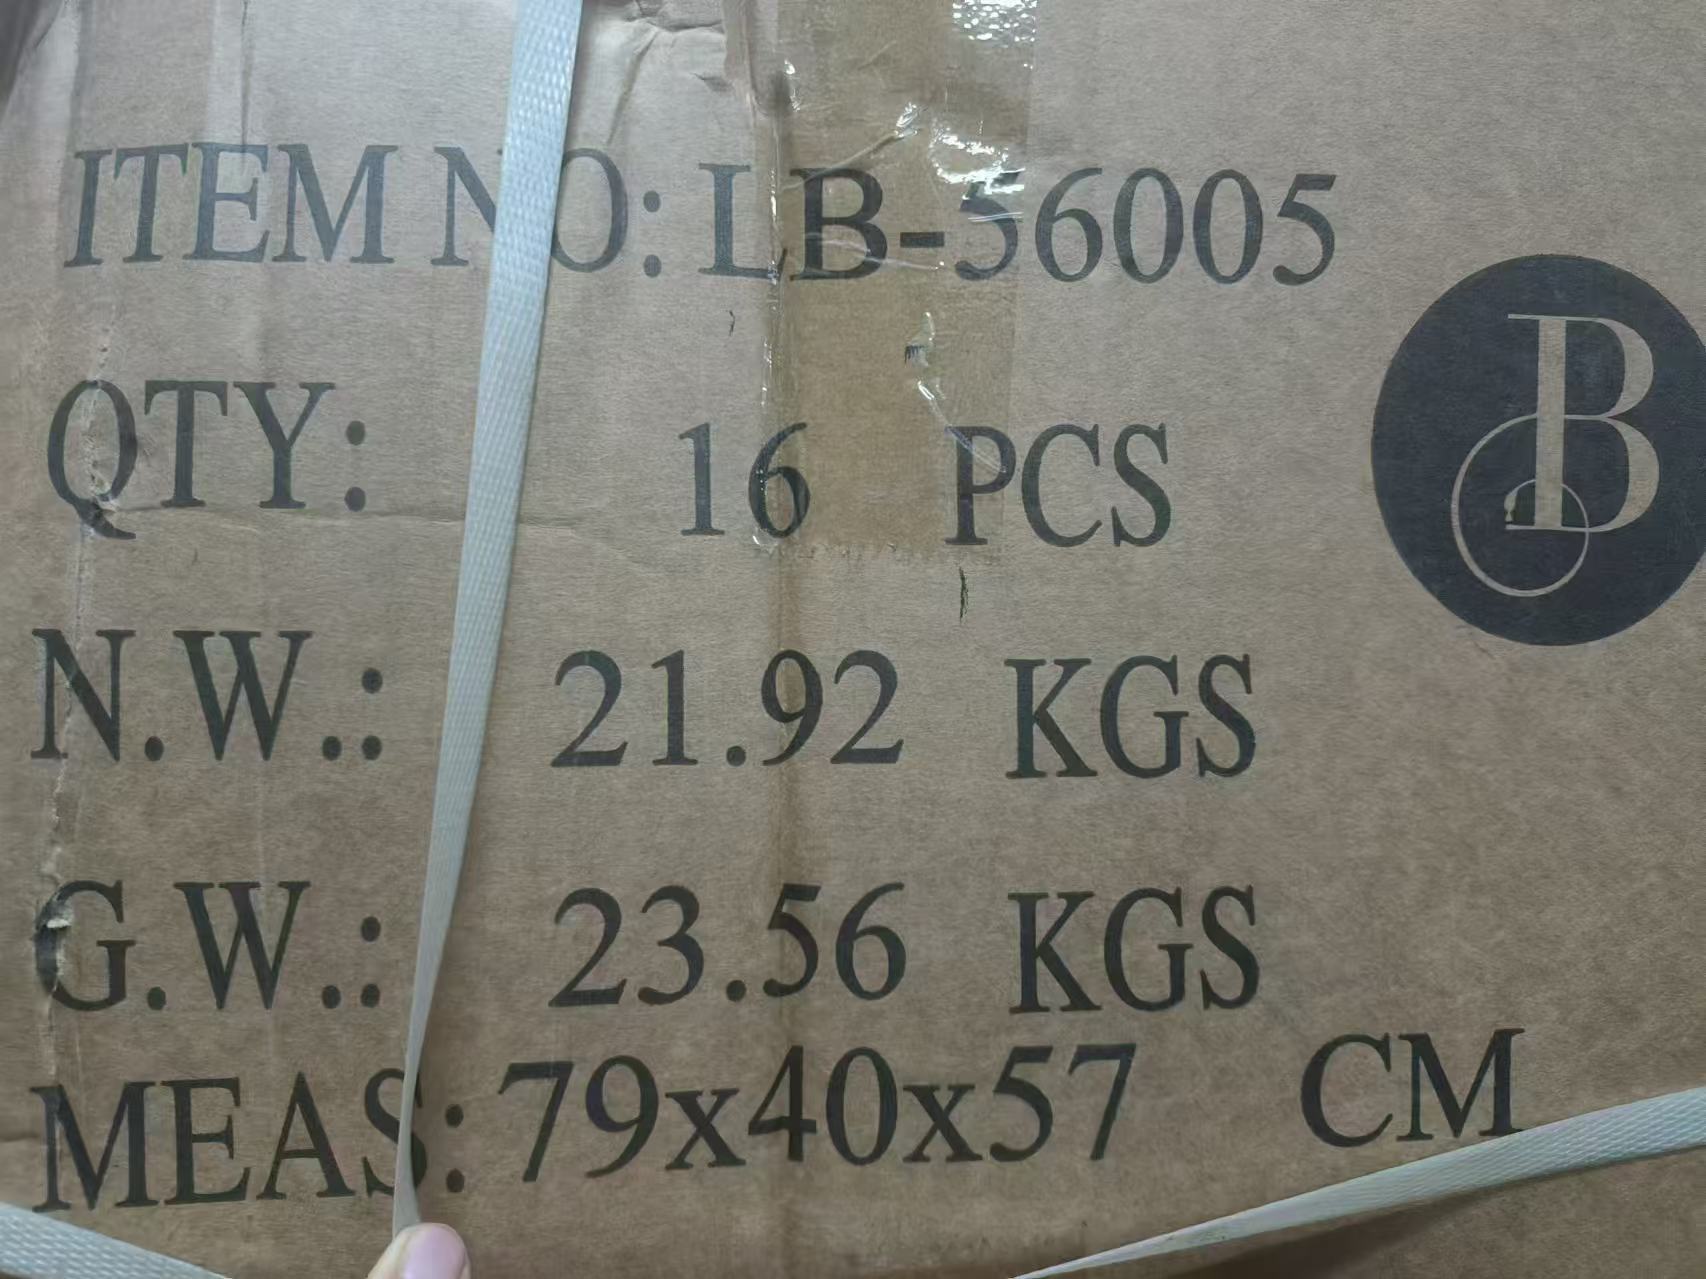 ITEM NO: LB-56005
QTY: 16 PCS
N.W.: 21.92 KGS
G.W.: 23.56 KGS
MEAS: 79x40x57 CM
B